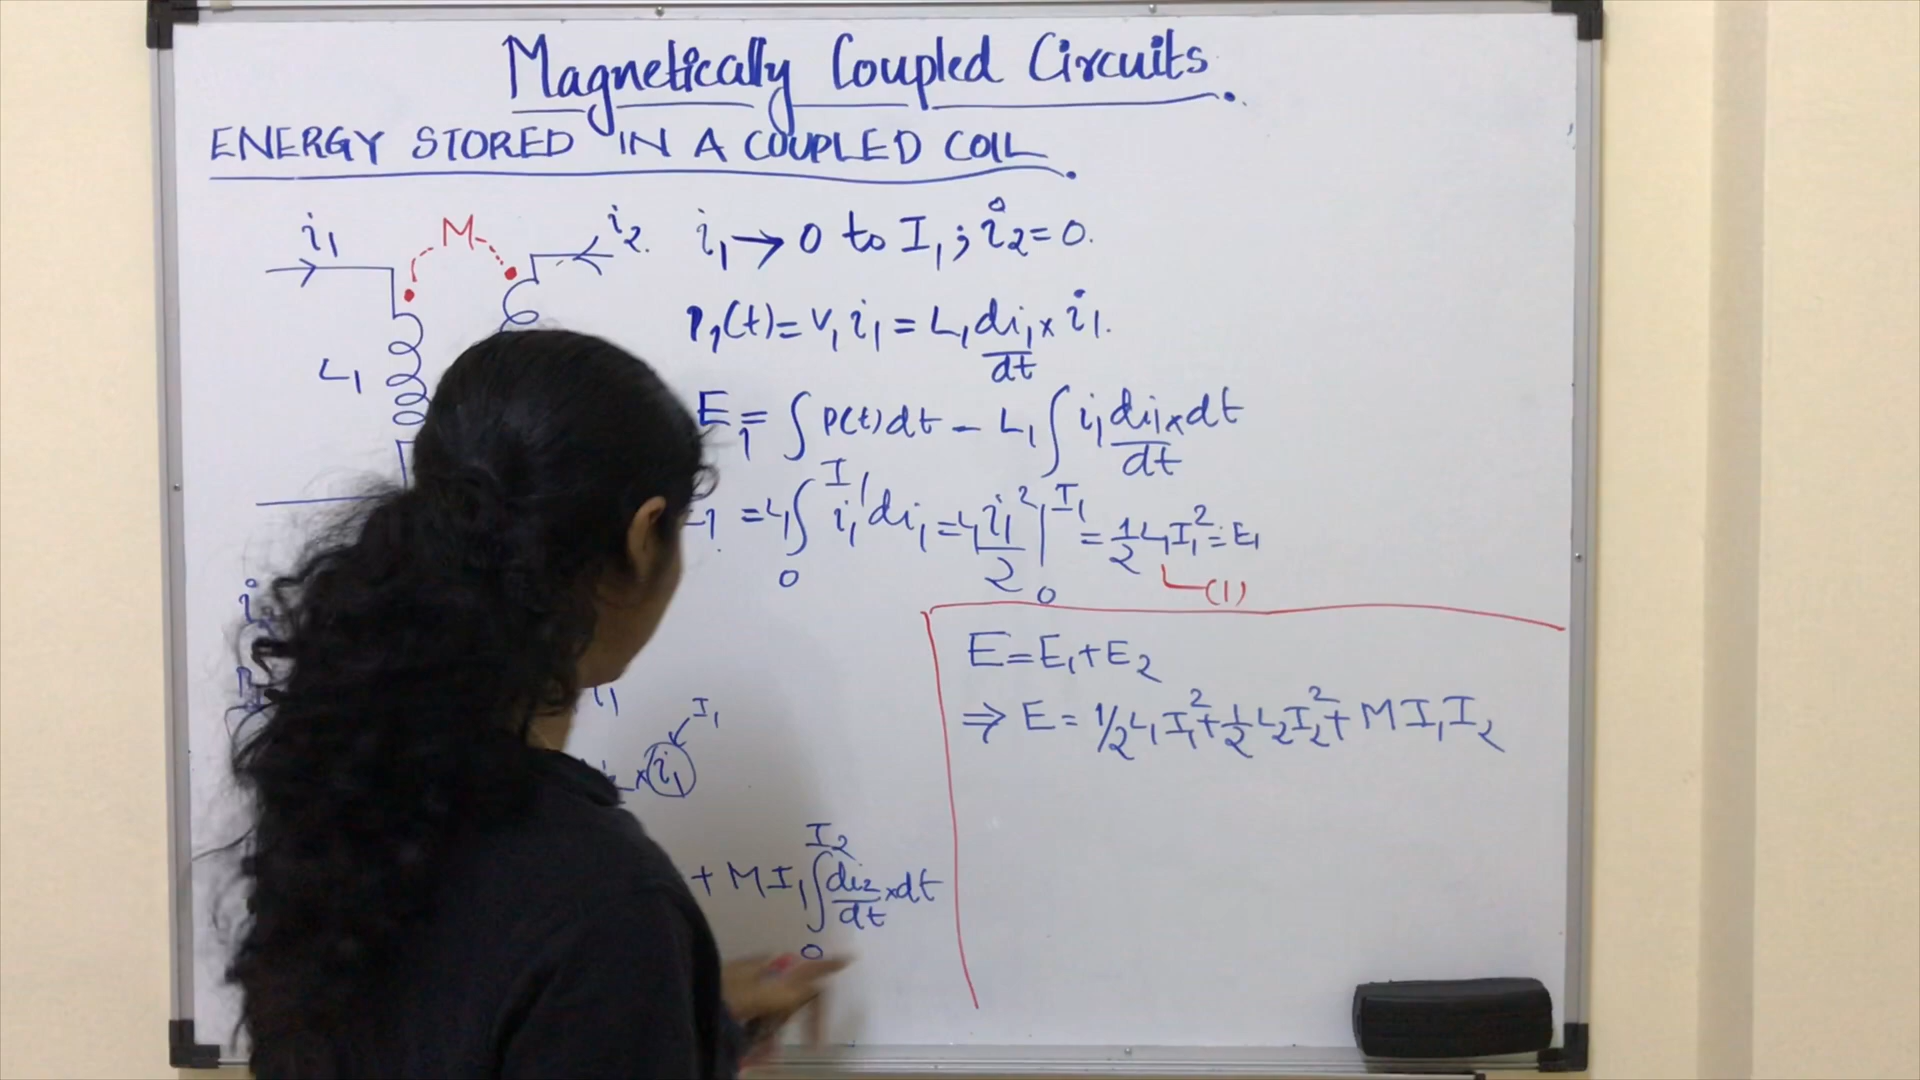 Magnetically Coupled Circuits.
ENERGY STORED IN A COUPLED COIL.
i₁ M i₂.
L₁
i₁ → 0 to I₁ ; i₂ = 0.
P₁(t) = V₁ i₁ = L₁ di₁/dt × i₁.
E₁ = ∫ P(t) dt - L₁ ∫ i₁ di₁/dt × dt
₁ = L₁ ∫₀^I₁ i₁ di₁ = L₁ i₁²/2 |₀^I₁ = 1/2 L₁ I₁² = E₁
(1)
I₁
× i₁
+ M I₁ ∫₀^I₂ di₂/dt × dt
E = E₁ + E₂
⇒ E = 1/2 L₁ I₁² + 1/2 L₂ I₂² + M I₁ I₂